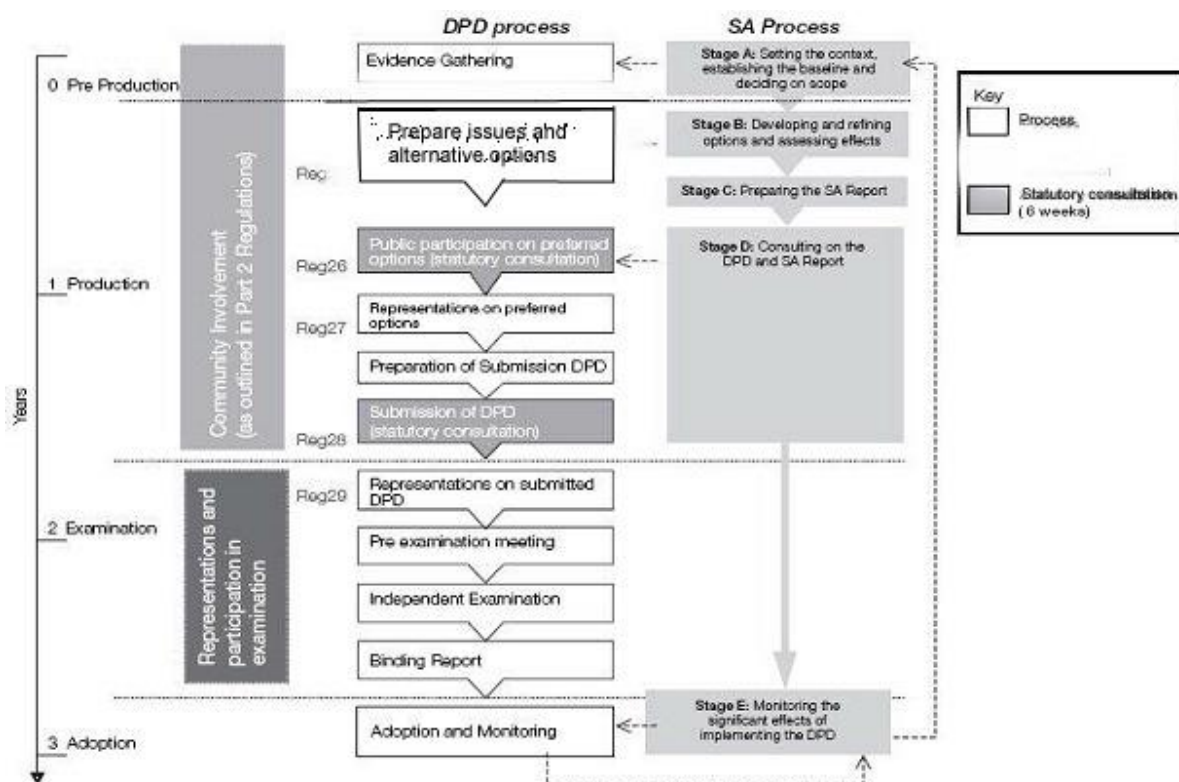 DPD process
SA Process
Evidence Gathering
Stage A: Setting the context,
establishing the baseline and
deciding on scope
0 Pre Production
Key
Process
Statutory consultation
(6 weeks)
Prepare issues and
alternative options
Reg
Stage B: Developing and refining
options and assessing effects
Stage C: Preparing the SA Report
Community Involvement
(as outlined in Part 2 Regulations)
Public participation on preferred
options (statutory consultation)
Reg26
Stage D: Consulting on the
DPD and SA Report
1 Production
Representations on preferred
options
Reg27
Preparation of Submission DPD
Years
Submission of DPD
(statutory consultation)
Reg28
Representations and
participation in
examination
Reg29
Representations on submitted
DPD
2 Examination
Pre examination meeting
Independent Examination
Binding Report
Stage E: Monitoring the
significant effects of
implementing the DPD
Adoption and Monitoring
3 Adoption